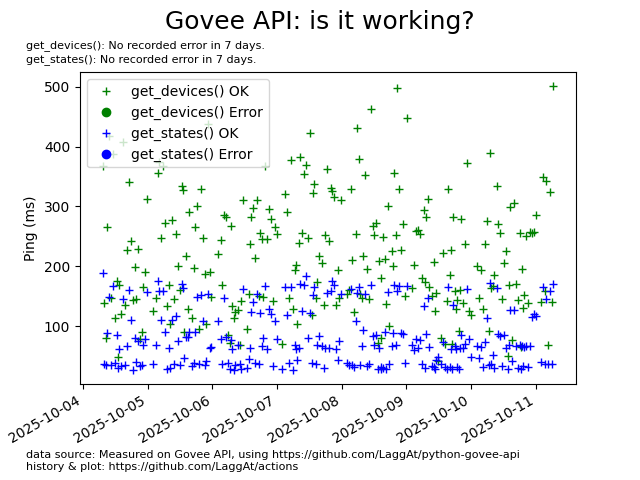 Govee API: is it working?
get_devices(): No recorded error in 7 days.
get_states(): No recorded error in 7 days.
get_devices() OK
get_devices() Error
get_states() OK
get_states() Error
Ping (ms)
500
400
300
200
100
2025-10-04
2025-10-05
2025-10-06
2025-10-07
2025-10-08
2025-10-09
2025-10-10
2025-10-11
data source: Measured on Govee API, using https://github.com/LaggAt/python-govee-api
history & plot: https://github.com/LaggAt/actions